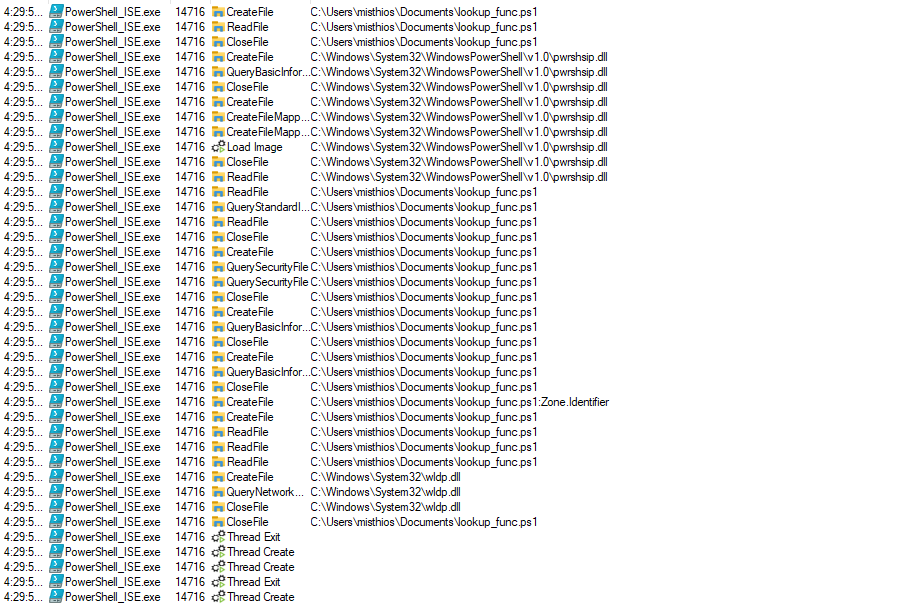 4:29:5... PowerShell_ISE.exe 14716 CreateFile C:\Users\misthios\Documents\lookup_func.ps1
4:29:5... PowerShell_ISE.exe 14716 ReadFile C:\Users\misthios\Documents\lookup_func.ps1
4:29:5... PowerShell_ISE.exe 14716 CloseFile C:\Users\misthios\Documents\lookup_func.ps1
4:29:5... PowerShell_ISE.exe 14716 CreateFile C:\Windows\System32\WindowsPowerShell\v1.0\pwrshsip.dll
4:29:5... PowerShell_ISE.exe 14716 QueryBasicInfor... C:\Windows\System32\WindowsPowerShell\v1.0\pwrshsip.dll
4:29:5... PowerShell_ISE.exe 14716 CloseFile C:\Windows\System32\WindowsPowerShell\v1.0\pwrshsip.dll
4:29:5... PowerShell_ISE.exe 14716 CreateFile C:\Windows\System32\WindowsPowerShell\v1.0\pwrshsip.dll
4:29:5... PowerShell_ISE.exe 14716 CreateFileMapp... C:\Windows\System32\WindowsPowerShell\v1.0\pwrshsip.dll
4:29:5... PowerShell_ISE.exe 14716 CreateFileMapp... C:\Windows\System32\WindowsPowerShell\v1.0\pwrshsip.dll
4:29:5... PowerShell_ISE.exe 14716 Load Image C:\Windows\System32\WindowsPowerShell\v1.0\pwrshsip.dll
4:29:5... PowerShell_ISE.exe 14716 CloseFile C:\Windows\System32\WindowsPowerShell\v1.0\pwrshsip.dll
4:29:5... PowerShell_ISE.exe 14716 ReadFile C:\Windows\System32\WindowsPowerShell\v1.0\pwrshsip.dll
4:29:5... PowerShell_ISE.exe 14716 ReadFile C:\Users\misthios\Documents\lookup_func.ps1
4:29:5... PowerShell_ISE.exe 14716 QueryStandardI... C:\Users\misthios\Documents\lookup_func.ps1
4:29:5... PowerShell_ISE.exe 14716 ReadFile C:\Users\misthios\Documents\lookup_func.ps1
4:29:5... PowerShell_ISE.exe 14716 CloseFile C:\Users\misthios\Documents\lookup_func.ps1
4:29:5... PowerShell_ISE.exe 14716 CreateFile C:\Users\misthios\Documents\lookup_func.ps1
4:29:5... PowerShell_ISE.exe 14716 QuerySecurityFile C:\Users\misthios\Documents\lookup_func.ps1
4:29:5... PowerShell_ISE.exe 14716 QuerySecurityFile C:\Users\misthios\Documents\lookup_func.ps1
4:29:5... PowerShell_ISE.exe 14716 CloseFile C:\Users\misthios\Documents\lookup_func.ps1
4:29:5... PowerShell_ISE.exe 14716 CreateFile C:\Users\misthios\Documents\lookup_func.ps1
4:29:5... PowerShell_ISE.exe 14716 QueryBasicInfor... C:\Users\misthios\Documents\lookup_func.ps1
4:29:5... PowerShell_ISE.exe 14716 CloseFile C:\Users\misthios\Documents\lookup_func.ps1
4:29:5... PowerShell_ISE.exe 14716 CreateFile C:\Users\misthios\Documents\lookup_func.ps1
4:29:5... PowerShell_ISE.exe 14716 QueryBasicInfor... C:\Users\misthios\Documents\lookup_func.ps1
4:29:5... PowerShell_ISE.exe 14716 CloseFile C:\Users\misthios\Documents\lookup_func.ps1
4:29:5... PowerShell_ISE.exe 14716 CreateFile C:\Users\misthios\Documents\lookup_func.ps1:Zone.Identifier
4:29:5... PowerShell_ISE.exe 14716 CreateFile C:\Users\misthios\Documents\lookup_func.ps1
4:29:5... PowerShell_ISE.exe 14716 ReadFile C:\Users\misthios\Documents\lookup_func.ps1
4:29:5... PowerShell_ISE.exe 14716 ReadFile C:\Users\misthios\Documents\lookup_func.ps1
4:29:5... PowerShell_ISE.exe 14716 ReadFile C:\Users\misthios\Documents\lookup_func.ps1
4:29:5... PowerShell_ISE.exe 14716 CreateFile C:\Windows\System32\wldp.dll
4:29:5... PowerShell_ISE.exe 14716 QueryNetwork... C:\Windows\System32\wldp.dll
4:29:5... PowerShell_ISE.exe 14716 CloseFile C:\Windows\System32\wldp.dll
4:29:5... PowerShell_ISE.exe 14716 CloseFile C:\Users\misthios\Documents\lookup_func.ps1
4:29:5... PowerShell_ISE.exe 14716 Thread Exit
4:29:5... PowerShell_ISE.exe 14716 Thread Create
4:29:5... PowerShell_ISE.exe 14716 Thread Create
4:29:5... PowerShell_ISE.exe 14716 Thread Exit
4:29:5... PowerShell_ISE.exe 14716 Thread Create